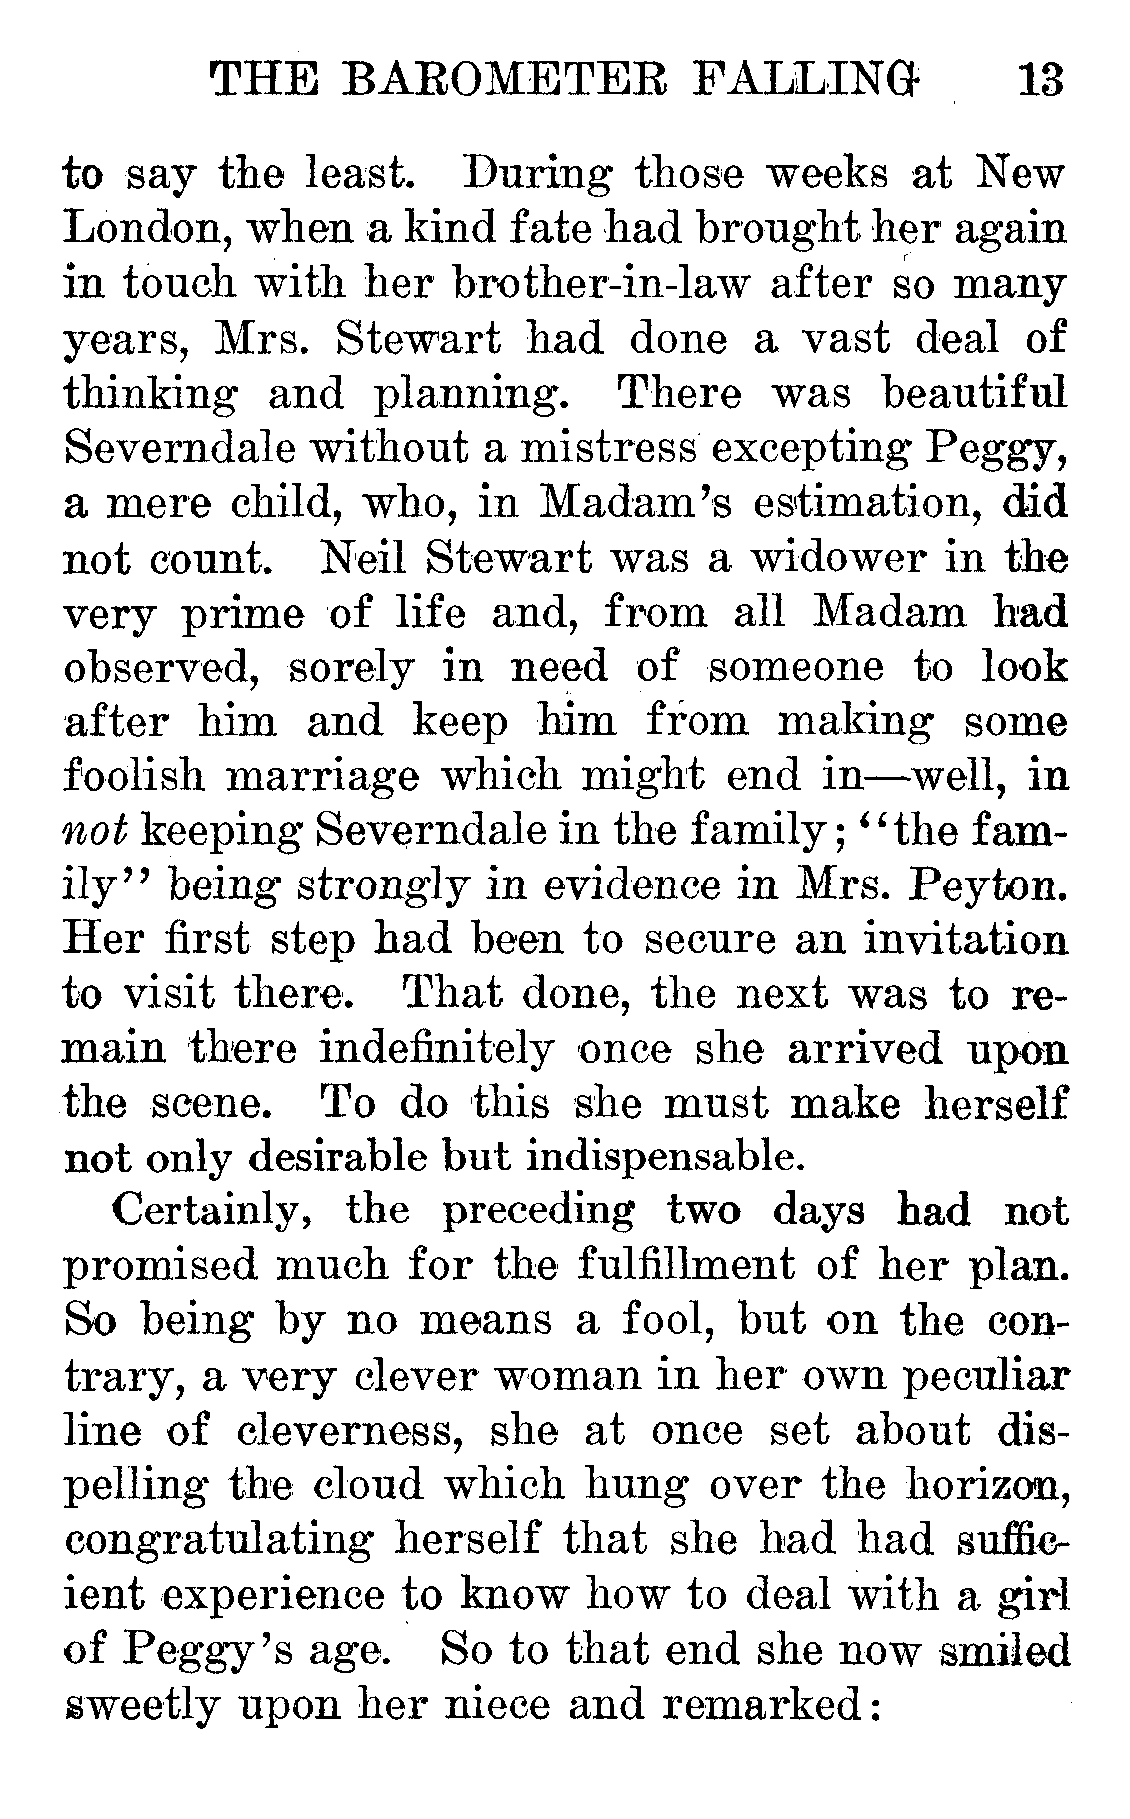 THE BAROMETER FALLING 13
to say the least. During those weeks at New
London, when a kind fate had brought her again
in touch with her brother-in-law after so many
years, Mrs. Stewart had done a vast deal of
thinking and planning. There was beautiful
Severndale without a mistress excepting Peggy,
a mere child, who, in Madam's estimation, did
not count. Neil Stewart was a widower in the
very prime of life and, from all Madam had
observed, sorely in need of someone to look
after him and keep him from making some
foolish marriage which might end in—well, in
not keeping Severndale in the family; "the fam-
ily" being strongly in evidence in Mrs. Peyton.
Her first step had been to secure an invitation
to visit there. That done, the next was to re-
main there indefinitely once she arrived upon
the scene. To do this she must make herself
not only desirable but indispensable.
Certainly, the preceding two days had not
promised much for the fulfillment of her plan.
So being by no means a fool, but on the con-
trary, a very clever woman in her own peculiar
line of cleverness, she at once set about dis-
pelling the cloud which hung over the horizon,
congratulating herself that she had had suffic-
ient experience to know how to deal with a girl
of Peggy's age. So to that end she now smiled
sweetly upon her niece and remarked: